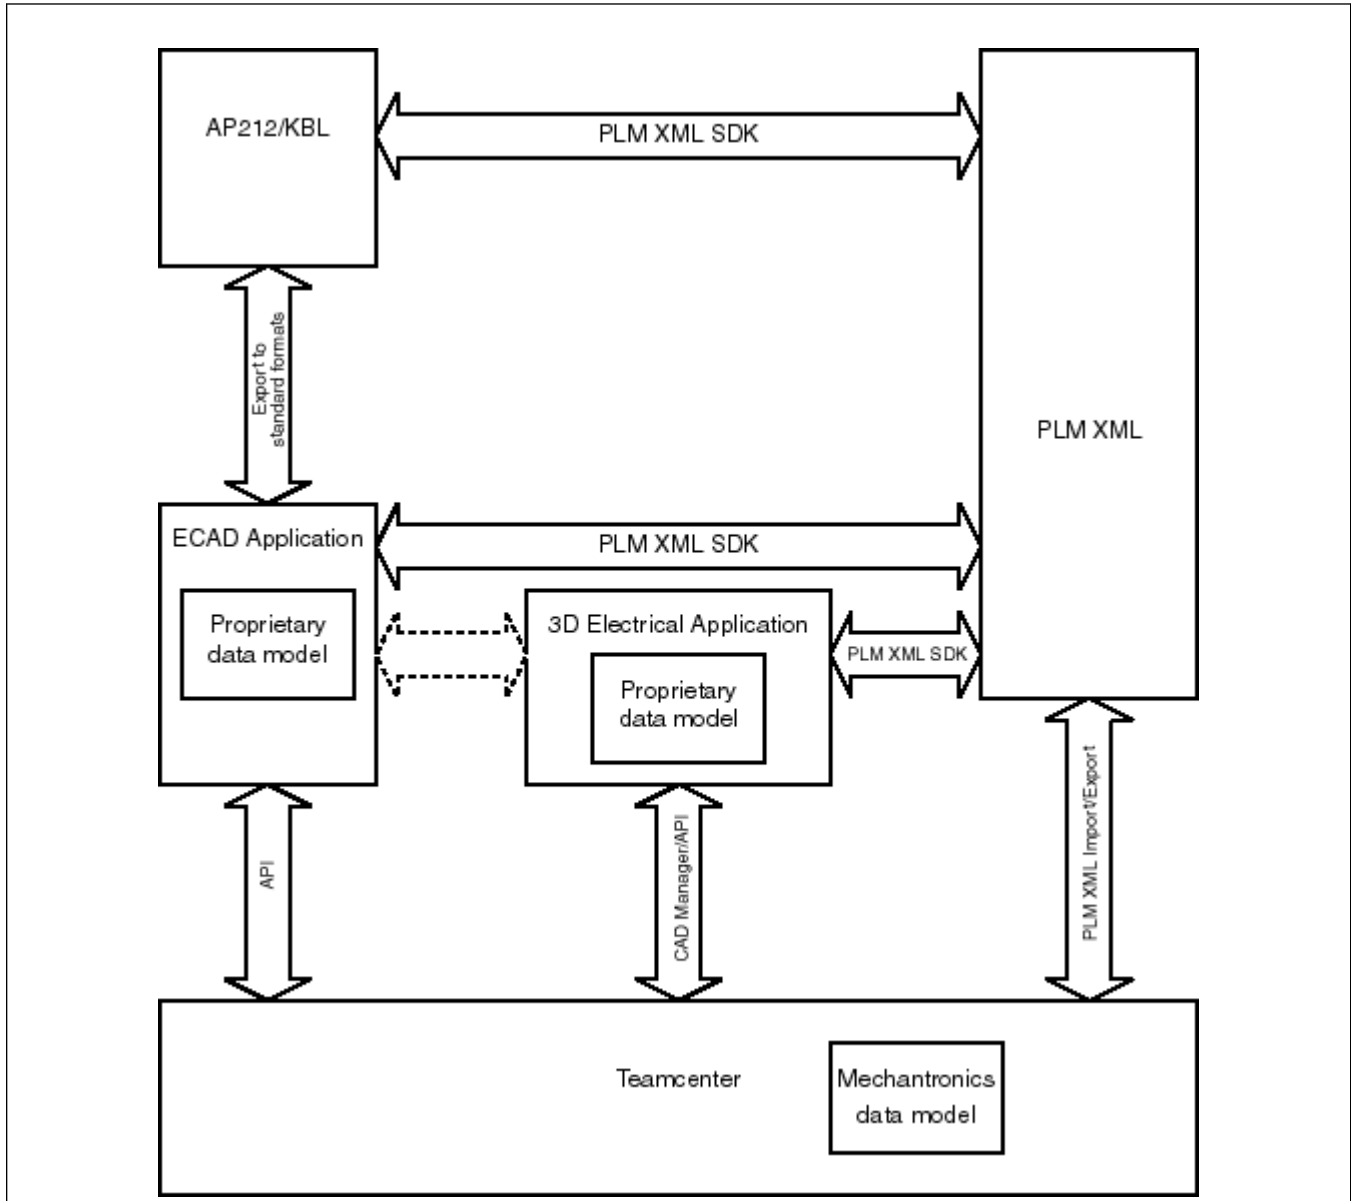 AP212/KBL
PLM XML SDK
Export to
standard formats
PLM XML
ECAD Application
PLM XML SDK
Proprietary
data model
3D Electrical Application
PLM XML SDK
Proprietary
data model
API
CAD Manager/API
PLM XML Import/Export
Teamcenter
Mechantronics
data model